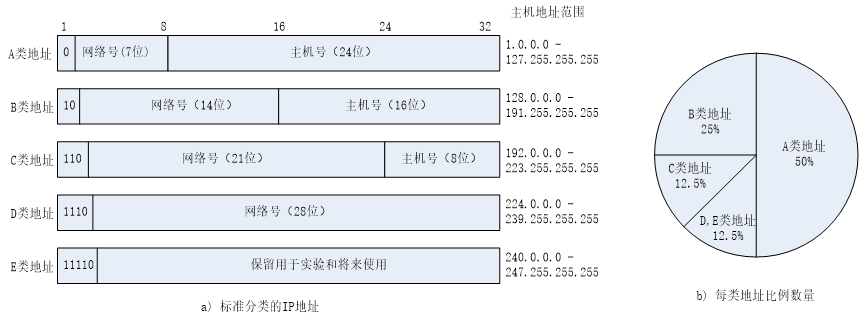 主机地址范围
1 8 16 24 32
A类地址 0 网络号(7位) 主机号(24位) 1.0.0.0 -
127.255.255.255
B类地址 10 网络号(14位) 主机号(16位) 128.0.0.0 -
191.255.255.255
C类地址 110 网络号(21位) 主机号(8位) 192.0.0.0 -
223.255.255.255
D类地址 1110 网络号(28位) 224.0.0.0 -
239.255.255.255
E类地址 11110 保留用于实验和将来使用 240.0.0.0 -
247.255.255.255
a) 标准分类的IP地址
B类地址
25%
A类地址
50%
C类地址
12.5%
D,E类地址
12.5%
b) 每类地址比例数量